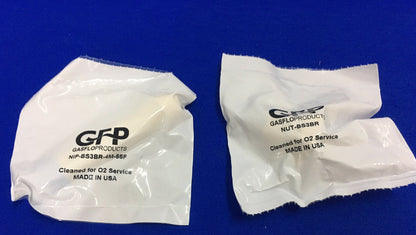 GFP
GASFLOPRODUCTS
NIP-BS3BR-4M-55F
Cleaned for O2 Service
MADE IN USA
GFP
GASFLOPRODUCTS
NUT-BS3BR
Cleaned for O2 Service
MADE IN USA